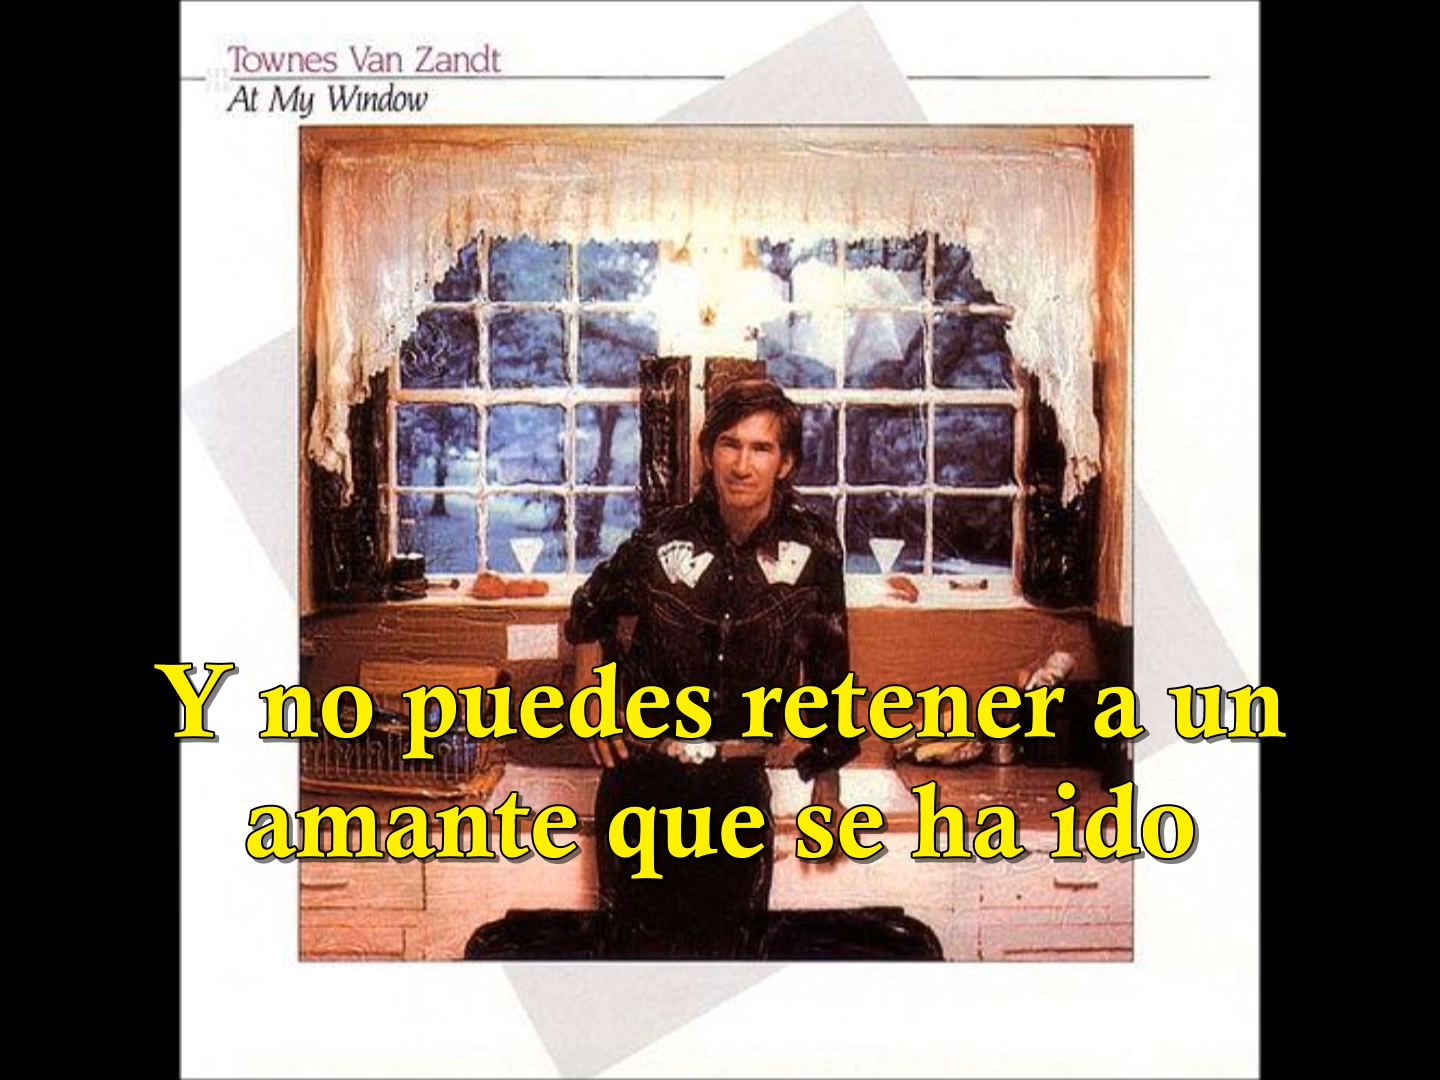 Townes Van Zandt
At My Window
Y no puedes retener a un
amante que se ha ido